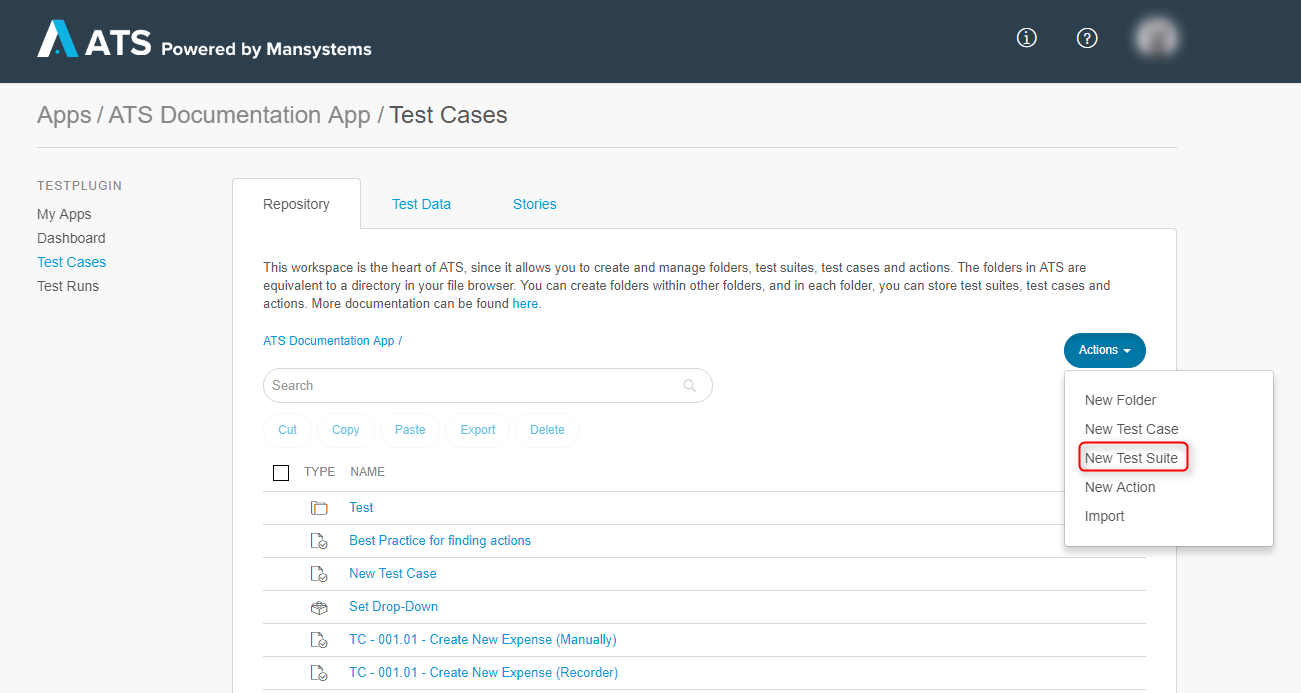 ATS Powered by Mansystems
Apps / ATS Documentation App / Test Cases
TESTPLUGIN
My Apps
Dashboard
Test Cases
Test Runs
Repository
Test Data
Stories
This workspace is the heart of ATS, since it allows you to create and manage folders, test suites, test cases and actions. The folders in ATS are
equivalent to a directory in your file browser. You can create folders within other folders, and in each folder, you can store test suites, test cases and
actions. More documentation can be found here.
ATS Documentation App /
Actions
New Folder
New Test Case
New Test Suite
New Action
Import
Search
Cut
Copy
Paste
Export
Delete
TYPE NAME
Test
Best Practice for finding actions
New Test Case
Set Drop-Down
TC - 001.01 - Create New Expense (Manually)
TC - 001.01 - Create New Expense (Recorder)